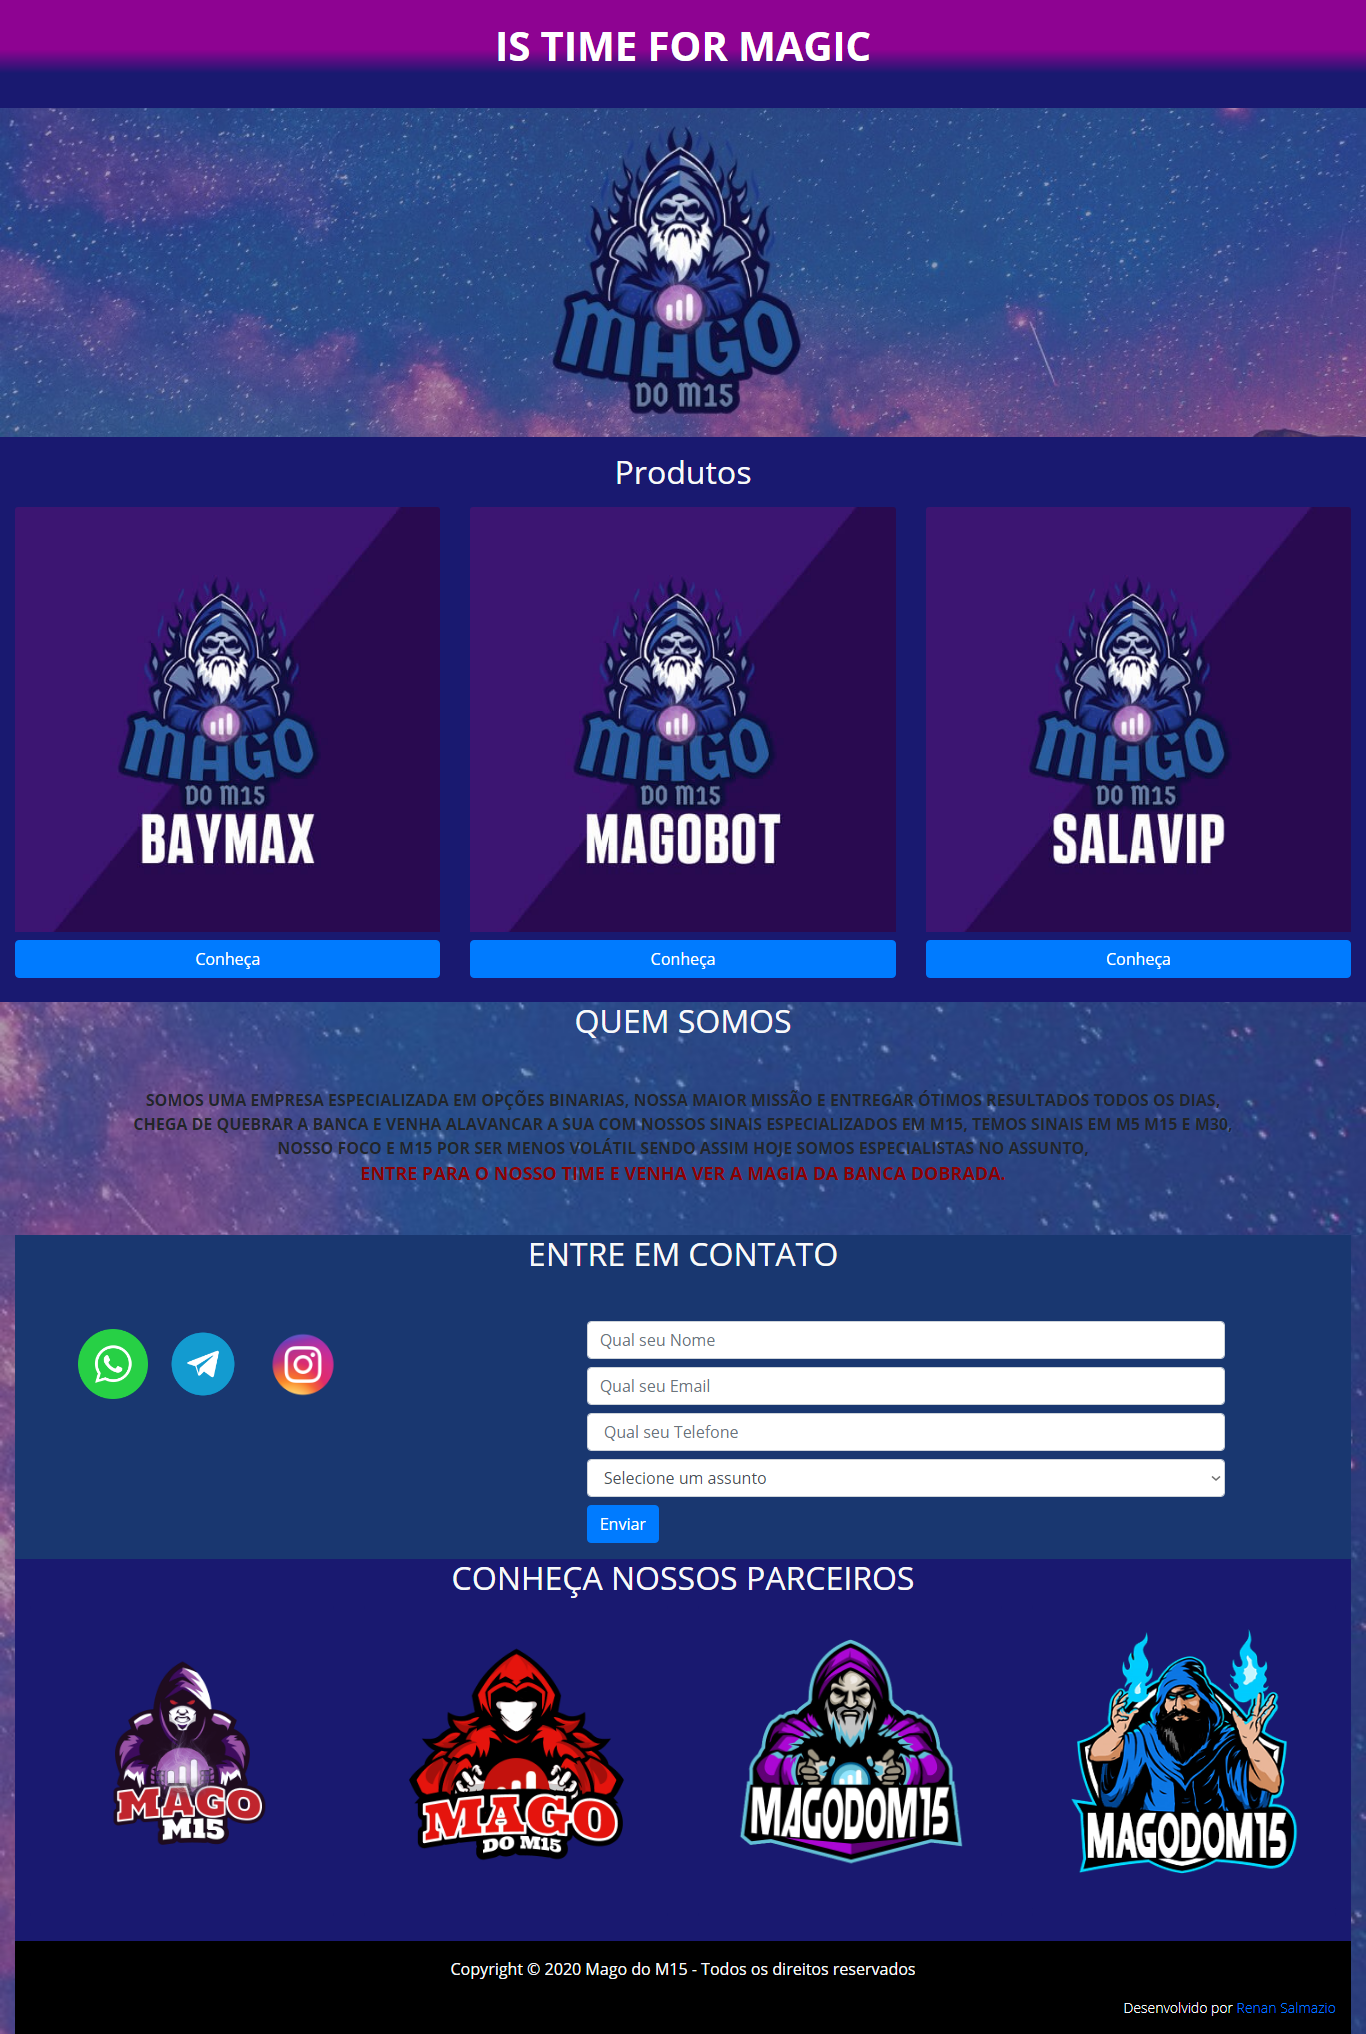 IS TIME FOR MAGIC
MAGO
DO M15
Produtos
MAGO
DO M15
BAYMAX
MAGO
DO M15
MAGOBOT
MAGO
DO M15
SALAVIP
Conheça
Conheça
Conheça
QUEM SOMOS
SOMOS UMA EMPRESA ESPECIALIZADA EM OPÇÕES BINARIAS, NOSSA MAIOR MISSÃO E ENTREGAR ÓTIMOS RESULTADOS TODOS OS DIAS,
CHEGA DE QUEBRAR A BANCA E VENHA ALAVANCAR A SUA COM NOSSOS SINAIS ESPECIALIZADOS EM M15, TEMOS SINAIS EM M5 M15 E M30,
NOSSO FOCO E M15 POR SER MENOS VOLÁTIL SENDO ASSIM HOJE SOMOS ESPECIALISTAS NO ASSUNTO,
ENTRE PARA O NOSSO TIME E VENHA VER A MAGIA DA BANCA DOBRADA.
ENTRE EM CONTATO
Qual seu Nome
Qual seu Email
Qual seu Telefone
Selecione um assunto
Enviar
CONHEÇA NOSSOS PARCEIROS
MAGO
M15
MAGO
DO M15
MAGODOM15
MAGODOM15
Copyright © 2020 Mago do M15 - Todos os direitos reservados
Desenvolvido por Renan Salmazio